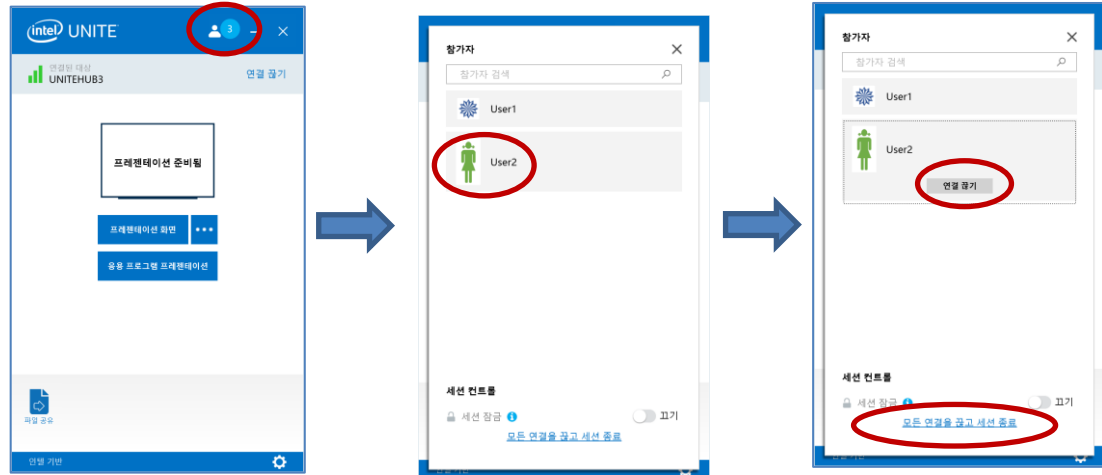 intel UNITE
3
연결된 대상
UNITEHUB3
연결 끊기
프레젠테이션 준비됨
프레젠테이션 화면
응용 프로그램 프레젠테이션
파일 공유
인텔 기반
참가자
참가자 검색
User1
User2
세션 컨트롤
세션 잠금
끄기
모든 연결을 끊고 세션 종료
참가자
참가자 검색
User1
User2
연결 끊기
세션 컨트롤
세션 잠금
끄기
모든 연결을 끊고 세션 종료